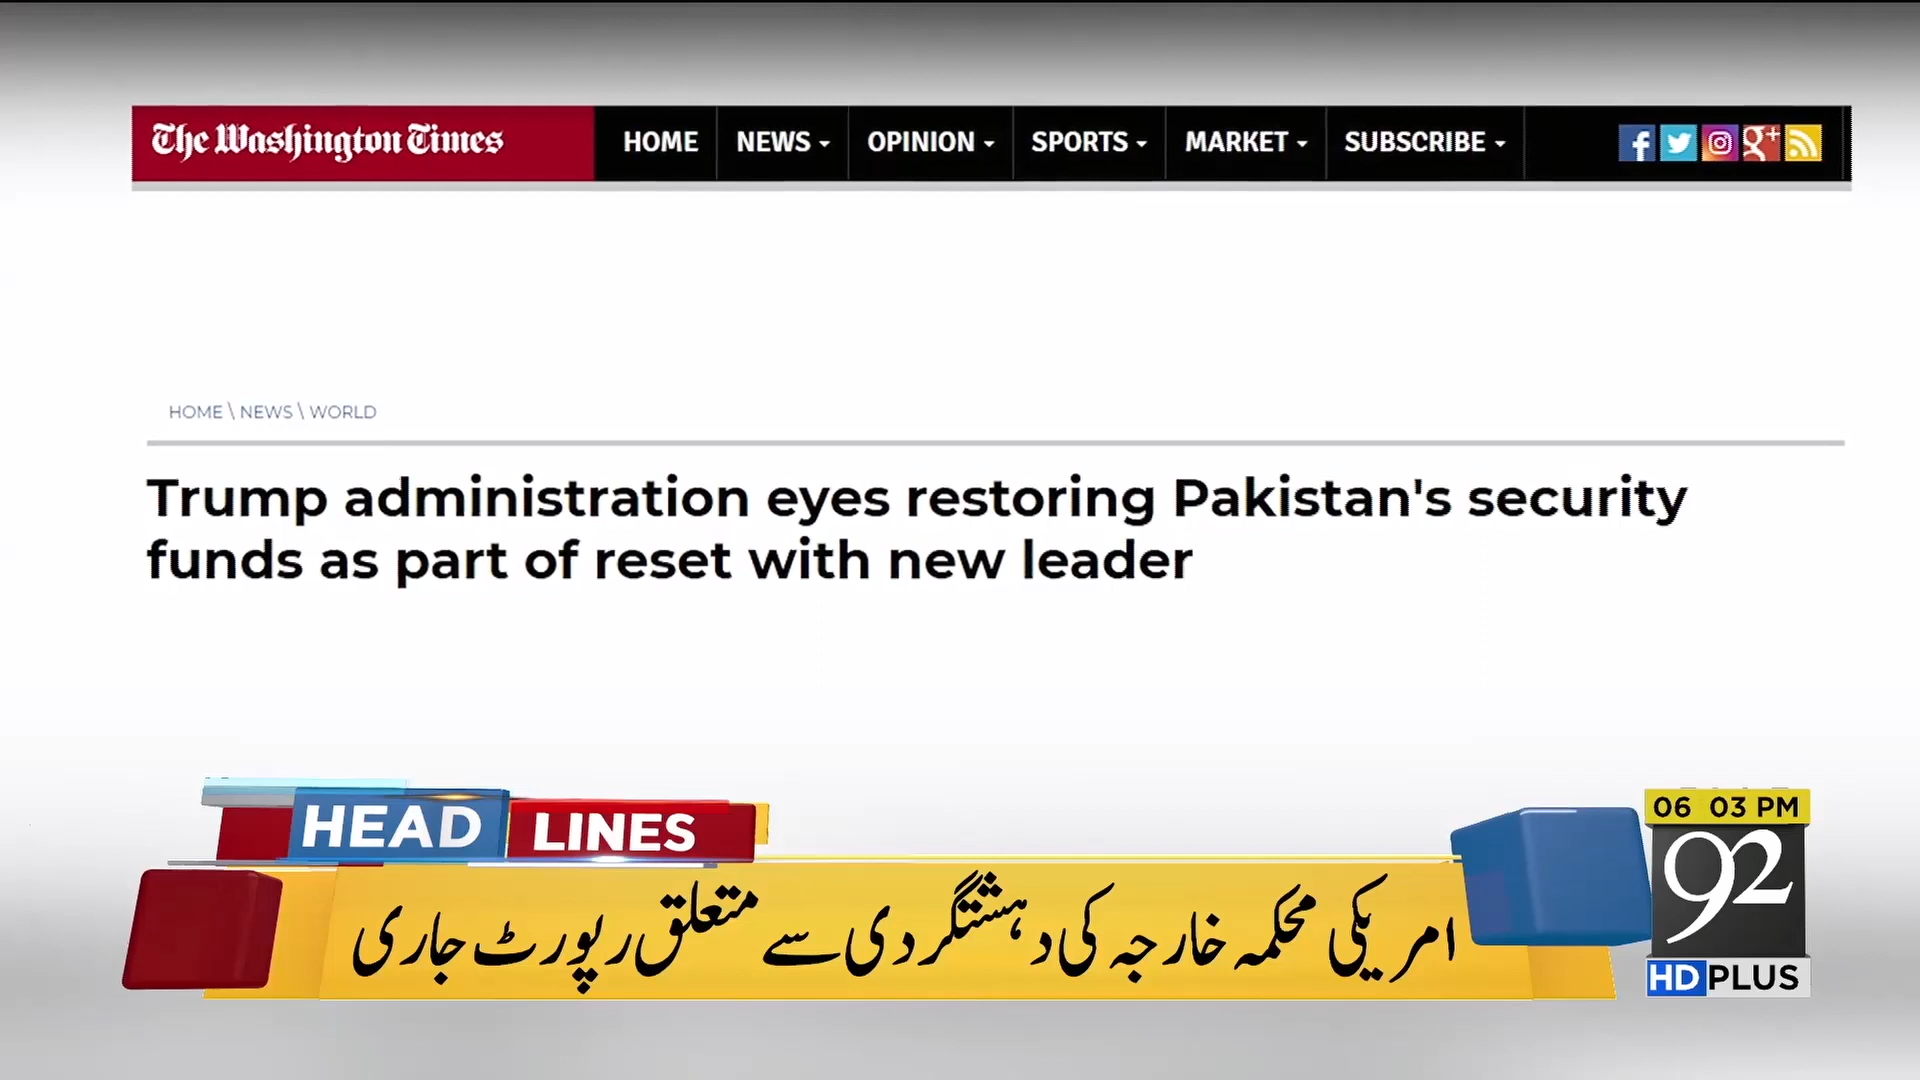 The Washington Times
HOME NEWS OPINION SPORTS MARKET SUBSCRIBE
HOME \ NEWS \ WORLD
Trump administration eyes restoring Pakistan's security
funds as part of reset with new leader
HEAD LINES
06 03 PM
امریکی محکمہ خارجہ کی دہشتگردی سے متعلق رپورٹ جاری
92
HD PLUS